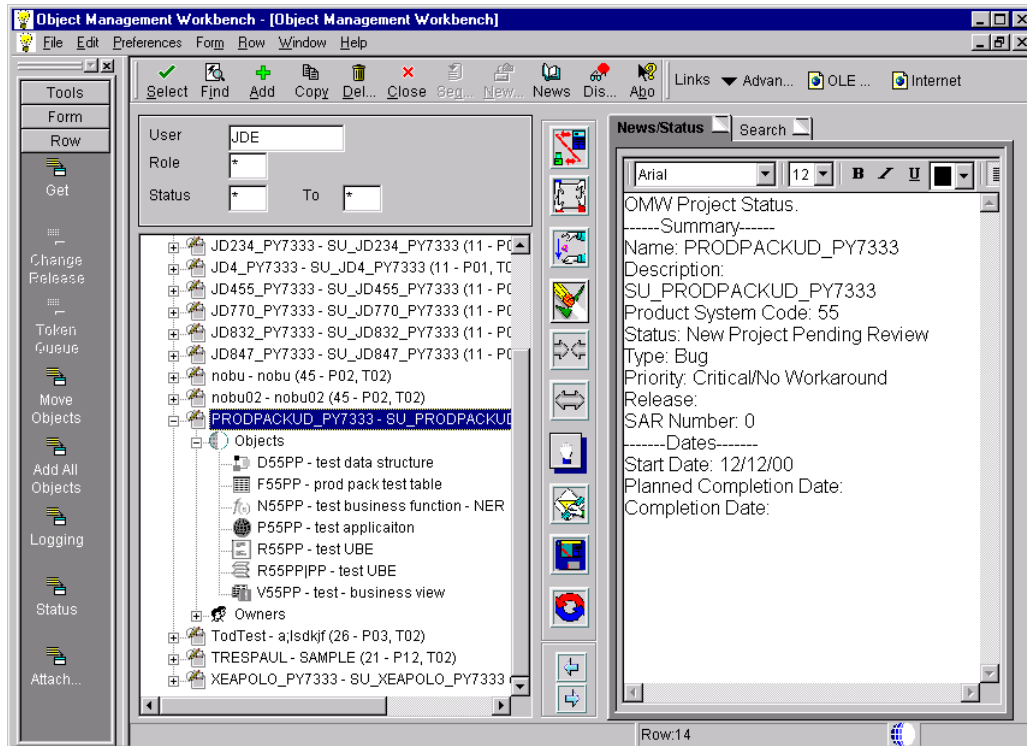 Object Management Workbench - [Object Management Workbench]
File Edit Preferences Form Row Window Help
Select Find Add Copy Del... Close Seq... New... News Dis... Abo Links Advan... OLE ... Internet
Tools
Form
Row
Get
Change
Release
Token
Queue
Move
Objects
Add All
Objects
Logging
Status
Attach...
User JDE
Role *
Status * To *
JD234_PY7333 - SU_JD234_PY7333 (11 - P0
JD4_PY7333 - SU_JD4_PY7333 (11 - P01, T0
JD455_PY7333 - SU_JD455_PY7333 (11 - P0
JD770_PY7333 - SU_JD770_PY7333 (11 - P0
JD832_PY7333 - SU_JD832_PY7333 (11 - P0
JD847_PY7333 - SU_JD847_PY7333 (11 - P0
nobu - nobu (45 - P02, T02)
nobu02 - nobu02 (45 - P02, T02)
PRODPACKUD_PY7333 - SU_PRODPACKUD
Objects
D55PP - test data structure
F55PP - prod pack test table
N55PP - test business function - NER
P55PP - test applicaiton
R55PP - test UBE
R55PP|PP - test UBE
V55PP - test - business view
Owners
TodTest - a;lsdkjf (26 - P03, T02)
TRESPAUL - SAMPLE (21 - P12, T02)
XEAPOLO_PY7333 - SU_XEAPOLO_PY7333
News/Status Search
Arial 12 B I U
OMW Project Status.
------Summary------
Name: PRODPACKUD_PY7333
Description:
SU_PRODPACKUD_PY7333
Product System Code: 55
Status: New Project Pending Review
Type: Bug
Priority: Critical/No Workaround
Release:
SAR Number: 0
-------Dates-------
Start Date: 12/12/00
Planned Completion Date:
Completion Date:
Row:14